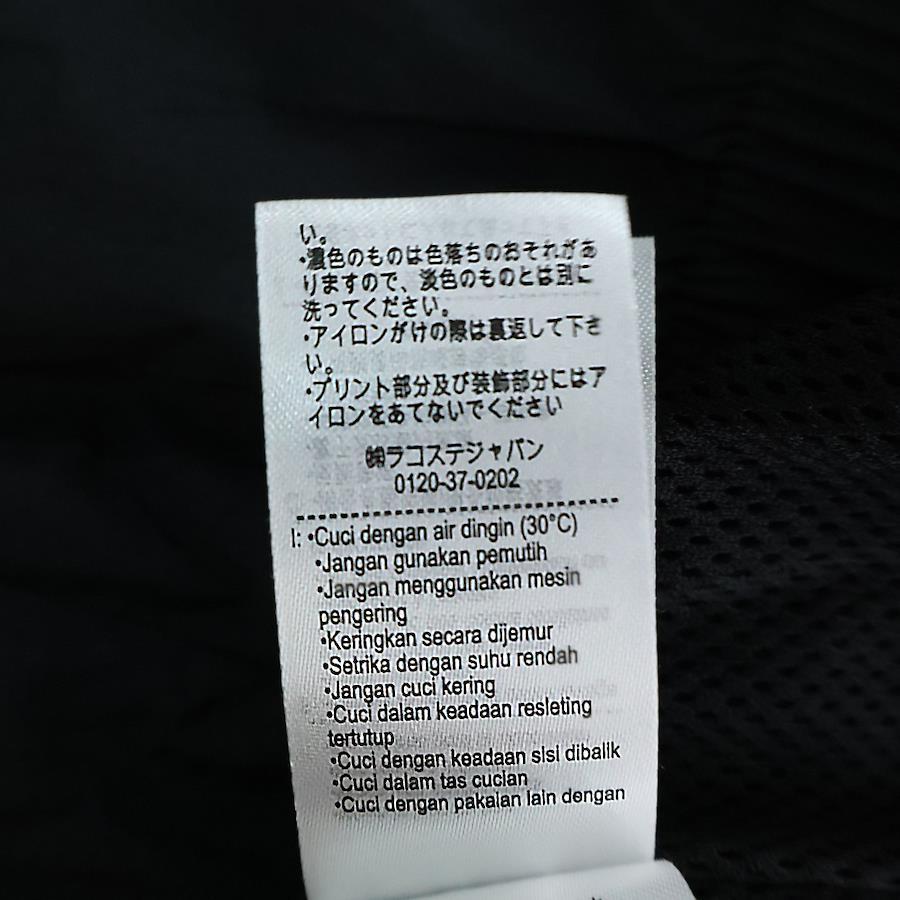 い。
・濃色のものは色落ちのおそれがあ
りますので、淡色のものとは別に
洗ってください。
・アイロンがけの際は裏返して下さ
い。
・プリント部分及び装飾部分にはア
イロンをあてないでください
㈱ラコステジャパン
0120-37-0202
I: •Cuci dengan air dingin (30°C)
•Jangan gunakan pemutih
•Jangan menggunakan mesin
pengering
•Keringkan secara dijemur
•Setrika dengan suhu rendah
•Jangan cuci kering
•Cuci dalam keadaan resleting
tertutup
•Cuci dengan keadaan sisi dibalik
•Cuci dalam tas cucian
•Cuci dengan pakaian lain dengan